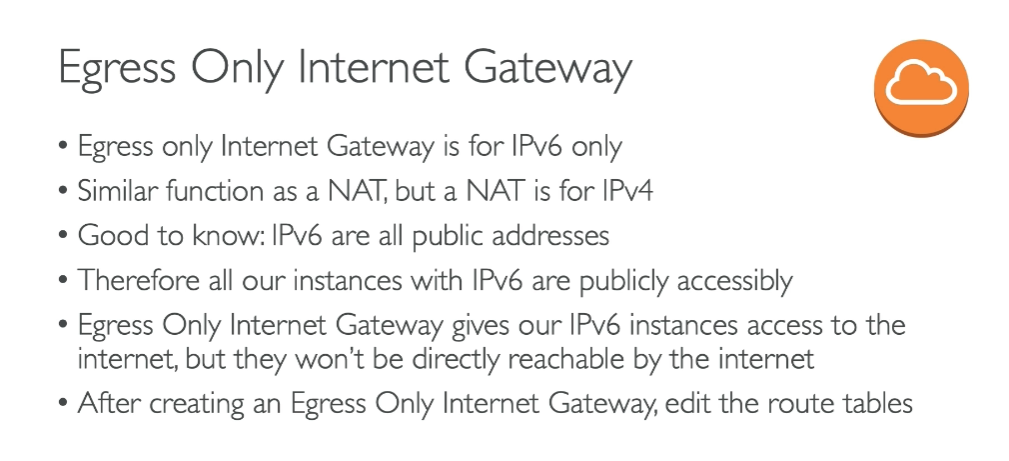 Egress Only Internet Gateway
• Egress only Internet Gateway is for IPv6 only
• Similar function as a NAT, but a NAT is for IPv4
• Good to know: IPv6 are all public addresses
• Therefore all our instances with IPv6 are publicly accessibly
• Egress Only Internet Gateway gives our IPv6 instances access to the
internet, but they won't be directly reachable by the internet
• After creating an Egress Only Internet Gateway, edit the route tables